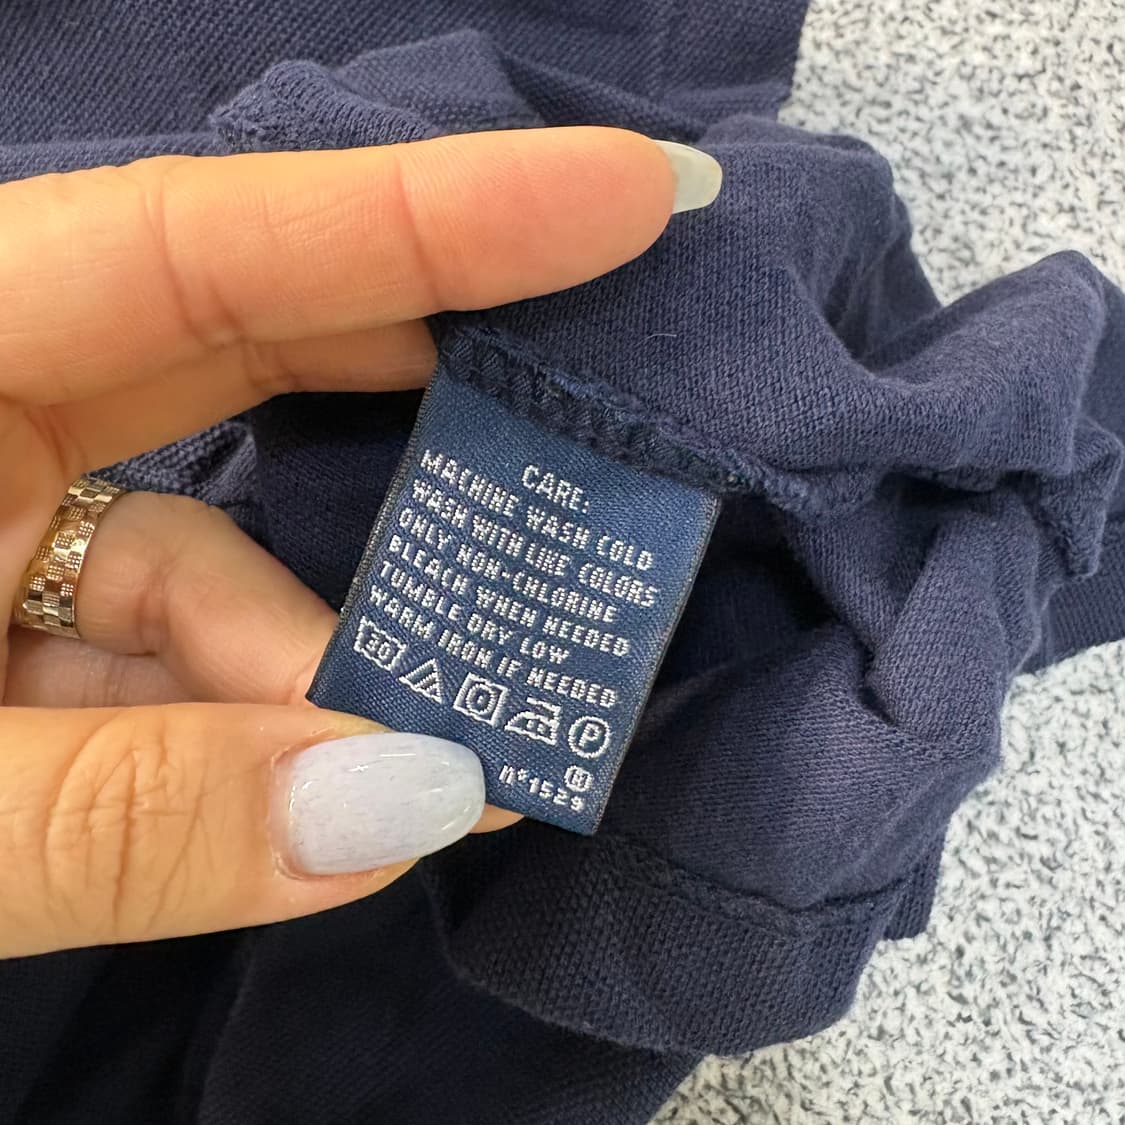 CARE:
MACHINE WASH COLD
WASH WITH LIKE COLORS
ONLY NON-CHLORINE
BLEACH WHEN NEEDED
TUMBLE DRY LOW
WARM IRON IF NEEDED
30
P
H
n°1529